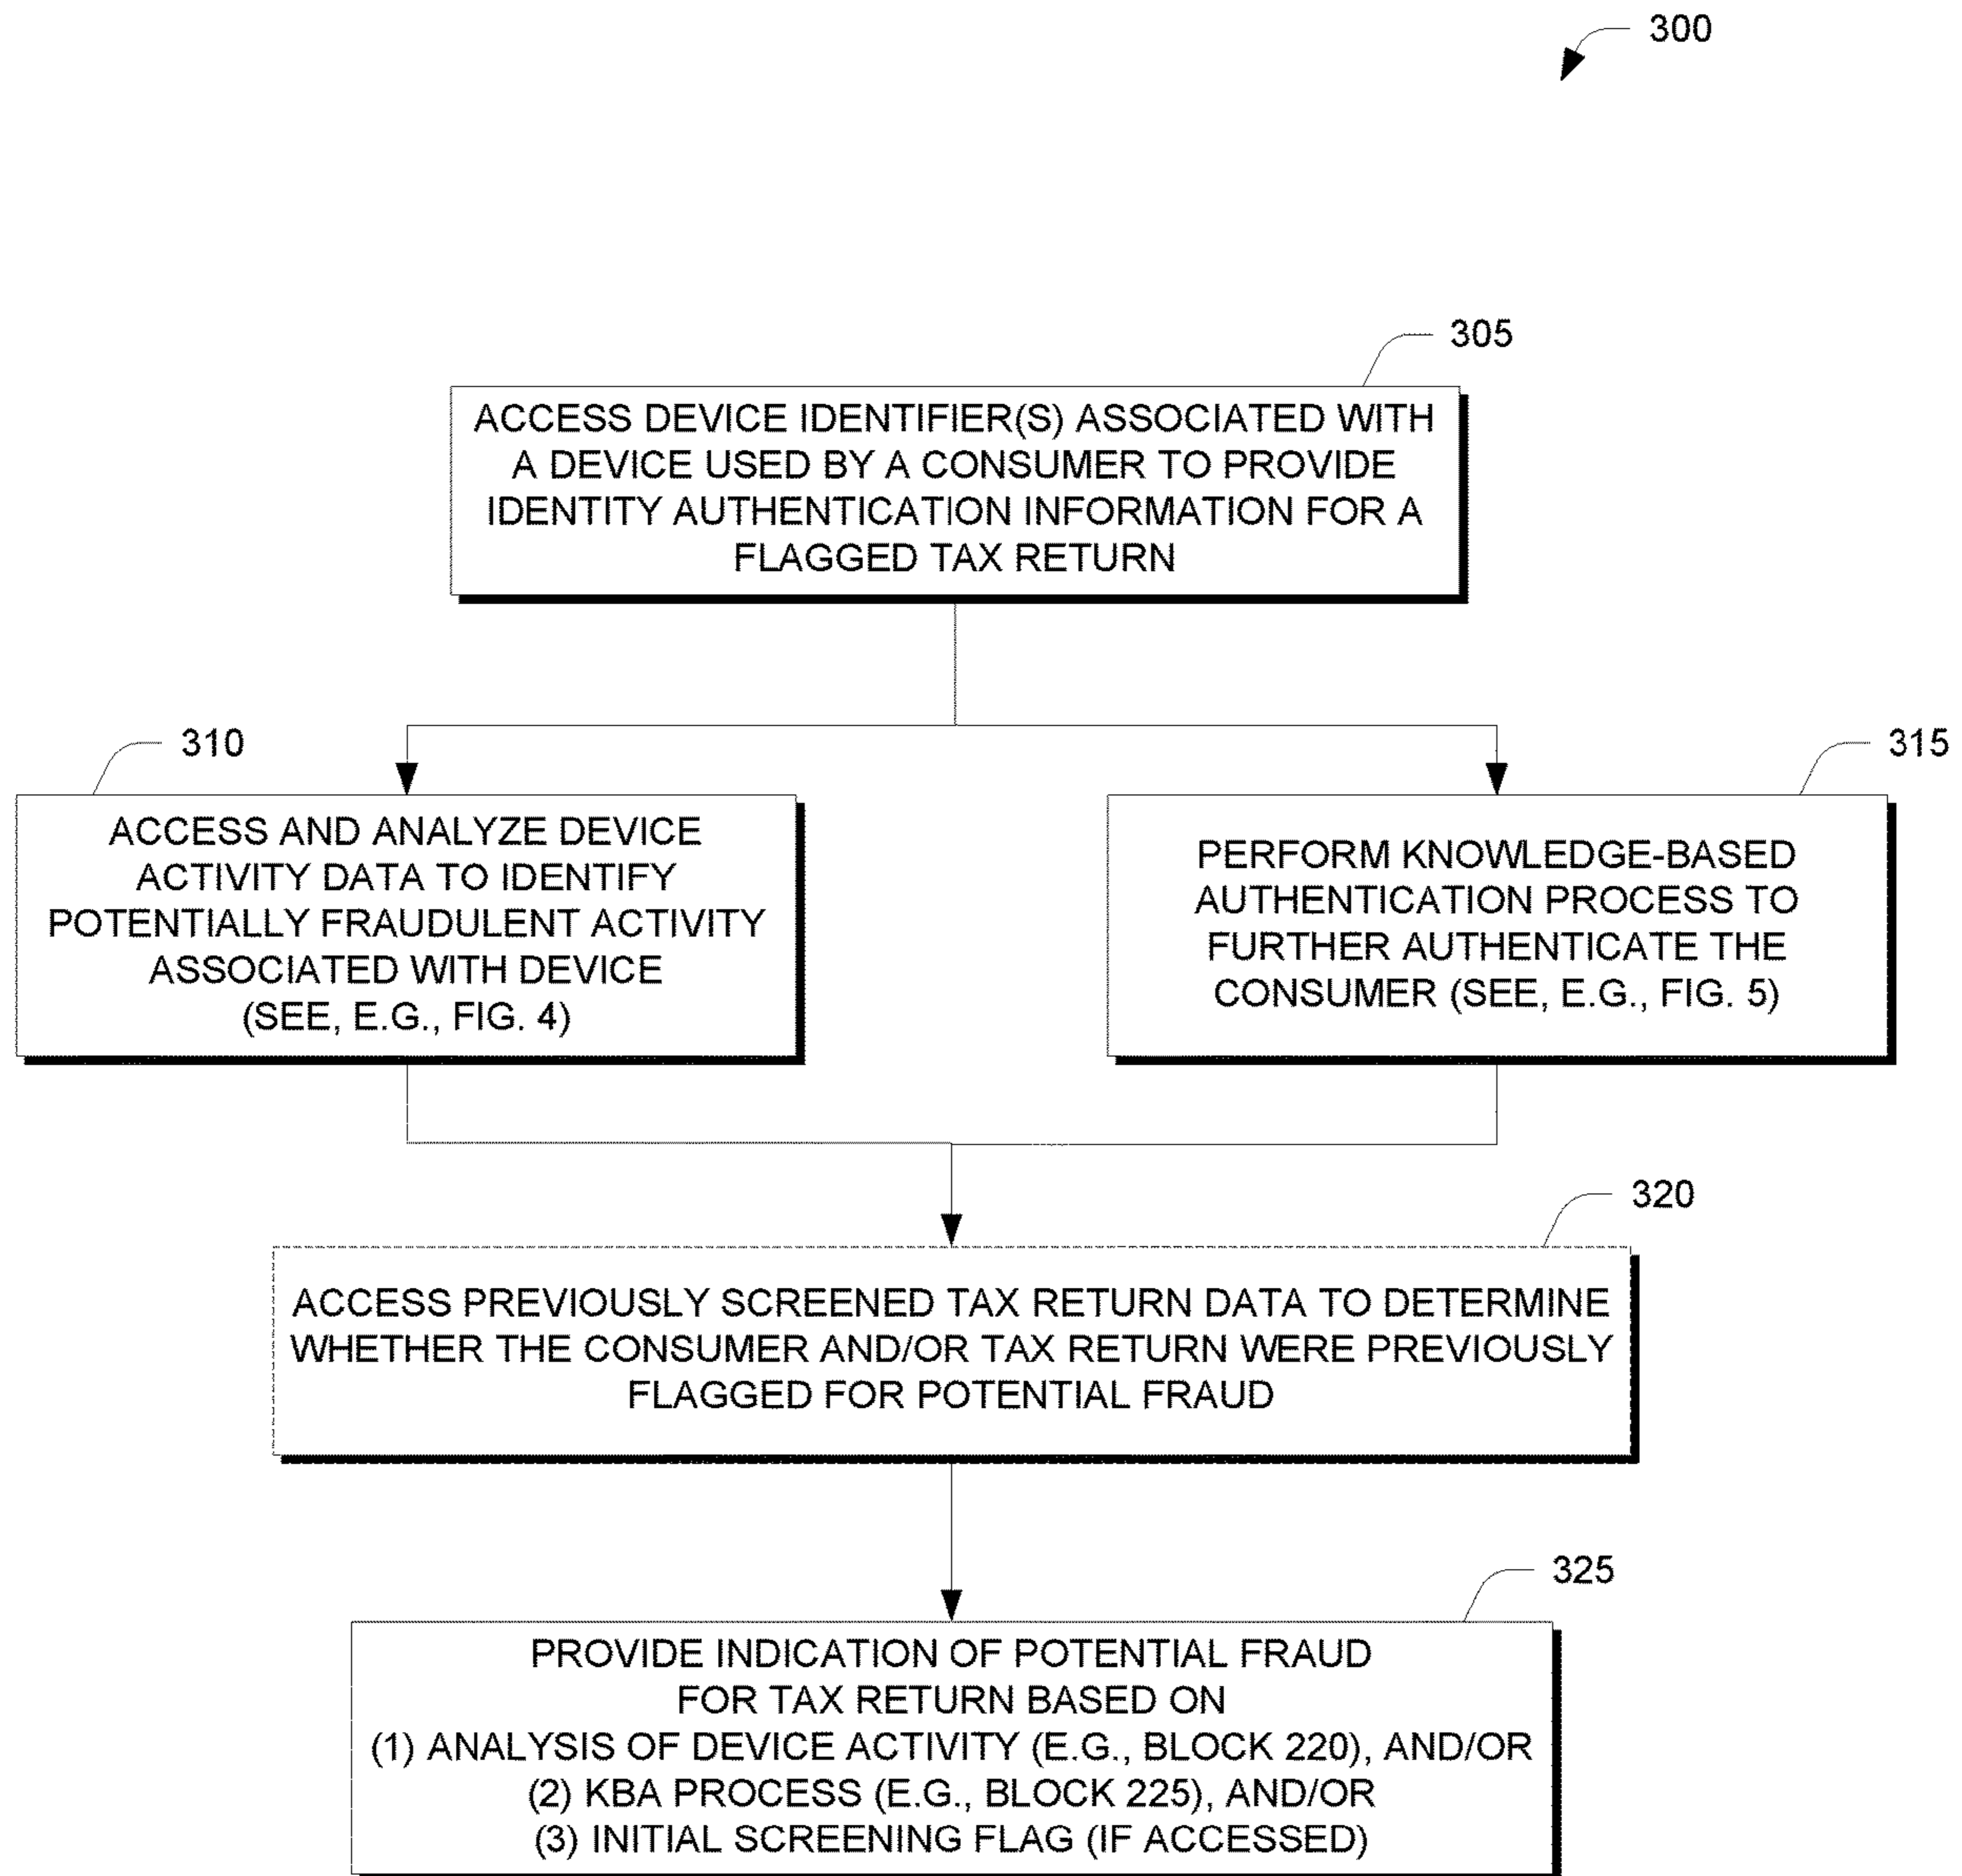 300
305
ACCESS DEVICE IDENTIFIER(S) ASSOCIATED WITH
A DEVICE USED BY A CONSUMER TO PROVIDE
IDENTITY AUTHENTICATION INFORMATION FOR A
FLAGGED TAX RETURN
310
ACCESS AND ANALYZE DEVICE
ACTIVITY DATA TO IDENTIFY
POTENTIALLY FRAUDULENT ACTIVITY
ASSOCIATED WITH DEVICE
(SEE, E.G., FIG. 4)
315
PERFORM KNOWLEDGE-BASED
AUTHENTICATION PROCESS TO
FURTHER AUTHENTICATE THE
CONSUMER (SEE, E.G., FIG. 5)
320
ACCESS PREVIOUSLY SCREENED TAX RETURN DATA TO DETERMINE
WHETHER THE CONSUMER AND/OR TAX RETURN WERE PREVIOUSLY
FLAGGED FOR POTENTIAL FRAUD
325
PROVIDE INDICATION OF POTENTIAL FRAUD
FOR TAX RETURN BASED ON
(1) ANALYSIS OF DEVICE ACTIVITY (E.G., BLOCK 220), AND/OR
(2) KBA PROCESS (E.G., BLOCK 225), AND/OR
(3) INITIAL SCREENING FLAG (IF ACCESSED)